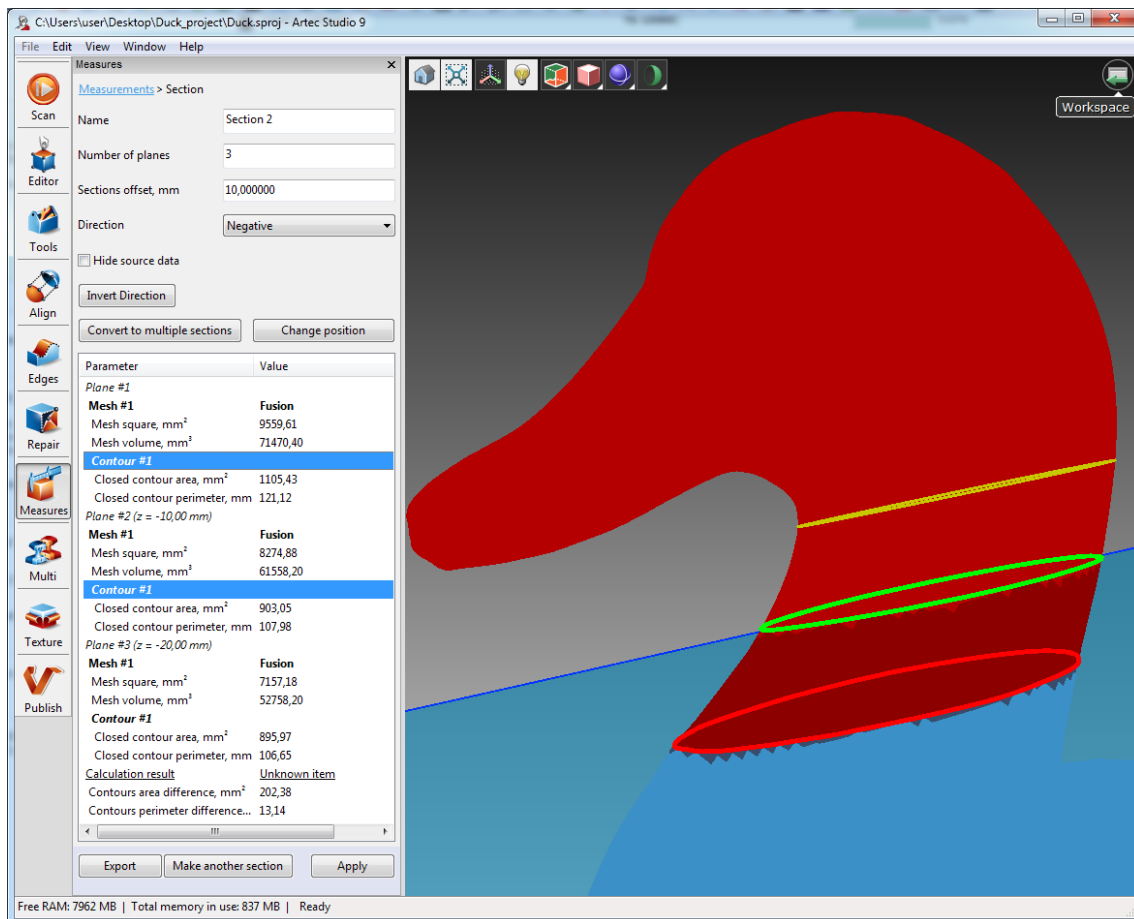 C:\Users\user\Desktop\Duck_project\Duck.sproj - Artec Studio 9
File Edit View Window Help
Scan
Editor
Tools
Align
Edges
Repair
Measures
Multi
Texture
Publish
Measures
Measurements > Section
Name Section 2
Number of planes 3
Sections offset, mm 10,000000
Direction Negative
Hide source data
Invert Direction
Convert to multiple sections Change position
Parameter Value
Plane #1
Mesh #1 Fusion
Mesh square, mm² 9559,61
Mesh volume, mm³ 71470,40
Contour #1
Closed contour area, mm² 1105,43
Closed contour perimeter, mm 121,12
Plane #2 (z = -10,00 mm)
Mesh #1 Fusion
Mesh square, mm² 8274,88
Mesh volume, mm³ 61558,20
Contour #1
Closed contour area, mm² 903,05
Closed contour perimeter, mm 107,98
Plane #3 (z = -20,00 mm)
Mesh #1 Fusion
Mesh square, mm² 7157,18
Mesh volume, mm³ 52758,20
Contour #1
Closed contour area, mm² 895,97
Closed contour perimeter, mm 106,65
Calculation result Unknown item
Contours area difference, mm² 202,38
Contours perimeter difference... 13,14
Export Make another section Apply
Workspace
Free RAM: 7962 MB | Total memory in use: 837 MB | Ready